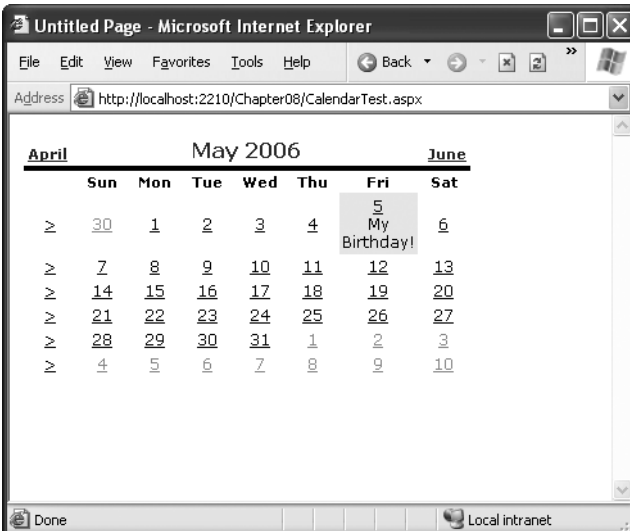 Untitled Page - Microsoft Internet Explorer
File Edit View Favorites Tools Help Back »
Address http://localhost:2210/Chapter08/CalendarTest.aspx
April May 2006 June
Sun Mon Tue Wed Thu Fri Sat
> 30 1 2 3 4 5 My Birthday! 6
> 7 8 9 10 11 12 13
> 14 15 16 17 18 19 20
> 21 22 23 24 25 26 27
> 28 29 30 31 1 2 3
> 4 5 6 7 8 9 10
Done Local intranet